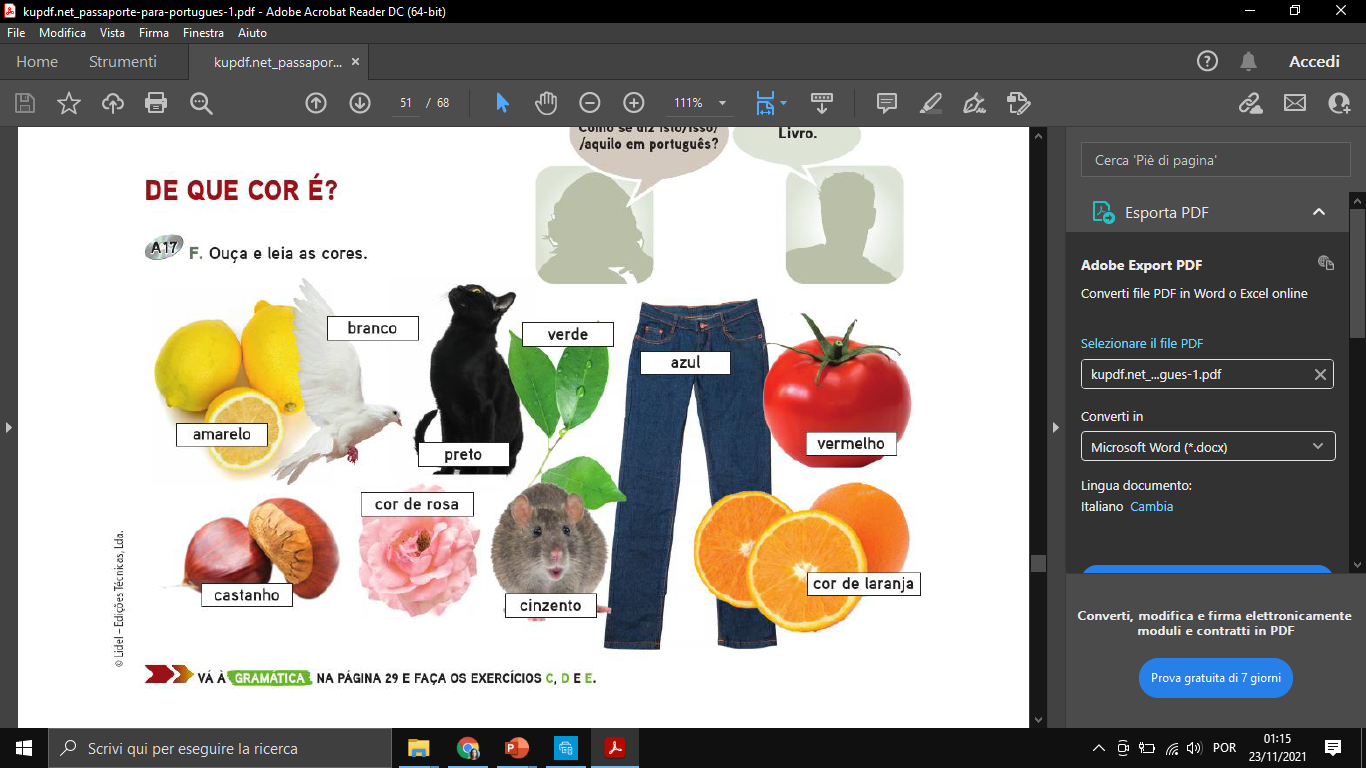 kupdf.net_passaporte-para-portugues-1.pdf - Adobe Acrobat Reader DC (64-bit)
File Modifica Vista Firma Finestra Aiuto
Home Strumenti kupdf.net_passapor... × Accedi
51 / 68 111%
Como se diz isto/isso/
/aquilo em português?
Livro.
DE QUE COR É?
A17 F. Ouça e leia as cores.
branco
verde
azul
amarelo
preto
vermelho
cor de rosa
castanho
cinzento
cor de laranja
© Lidel – Edições Técnicas, Lda.
VÁ À GRAMÁTICA NA PÁGINA 29 E FAÇA OS EXERCÍCIOS C, D E E.
Cerca 'Piè di pagina'
Esporta PDF
Adobe Export PDF
Converti file PDF in Word o Excel online
Selezionare il file PDF
kupdf.net_...gues-1.pdf
Converti in
Microsoft Word (*.docx)
Lingua documento:
Italiano Cambia
Converti, modifica e firma elettronicamente
moduli e contratti in PDF
Prova gratuita di 7 giorni
Scrivi qui per eseguire la ricerca
POR
01:15
23/11/2021